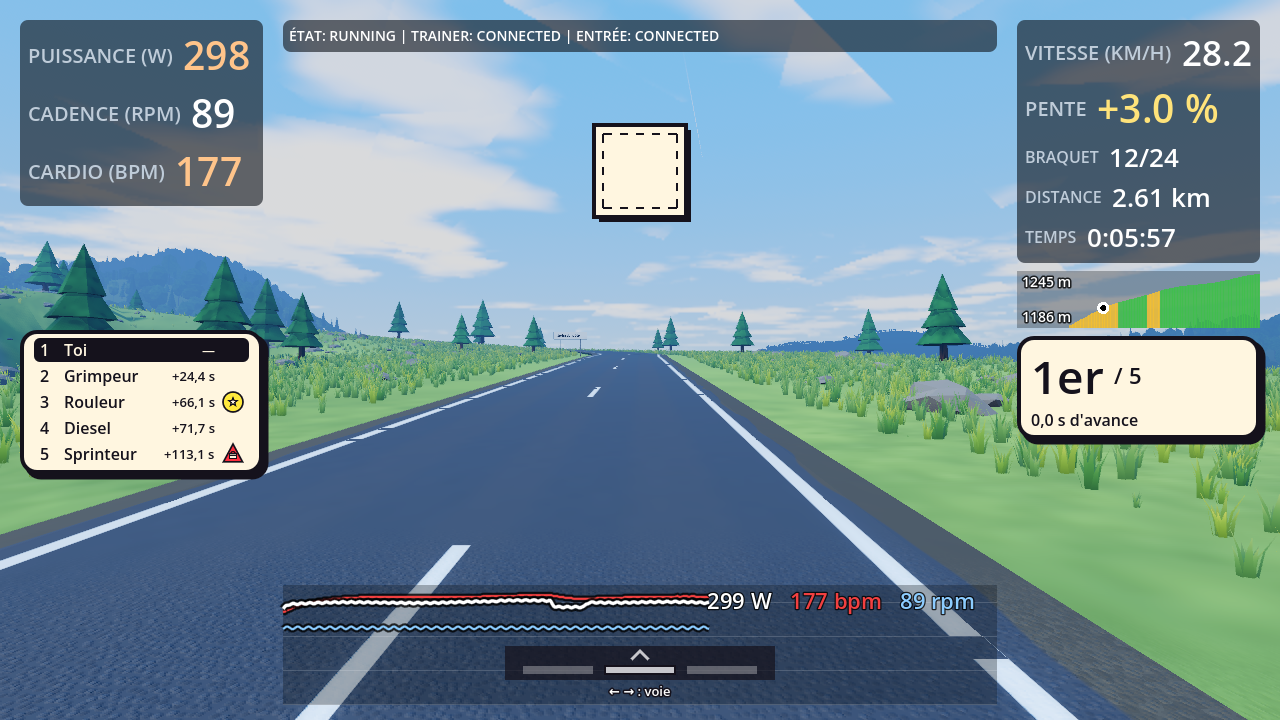 PUISSANCE (W) 298
CADENCE (RPM) 89
CARDIO (BPM) 177
ÉTAT: RUNNING | TRAINER: CONNECTED | ENTRÉE: CONNECTED
VITESSE (KM/H) 28.2
PENTE +3.0 %
BRAQUET 12/24
DISTANCE 2.61 km
TEMPS 0:05:57
1245 m
1186 m
1 Toi —
2 Grimpeur +24,4 s
3 Rouleur +66,1 s
4 Diesel +71,7 s
5 Sprinteur +113,1 s
1er / 5
0,0 s d'avance
299 W 177 bpm 89 rpm
← → : voie